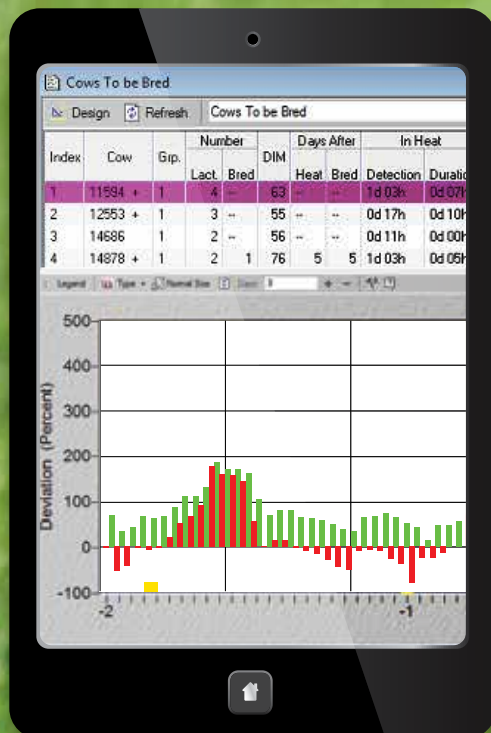 Cows To be Bred
Design Refresh Cows To be Bred
Number Days After In Heat
Index Cow Grp. DIM
Lact. Bred Heat Bred Detection
1 11594 + 1 4 -- 63 -- -- 1d 03h 0d 07h
2 12553 + 1 3 -- 55 -- -- 0d 17h 0d 10h
3 14686 1 2 -- 56 -- -- 0d 11h 0d 00h
4 14878 + 1 2 1 76 5 5 1d 03h 0d 05h
Legend Type Normal Size
500
400
300
200
100
0
-100
Deviation (Percent)
-2 -1